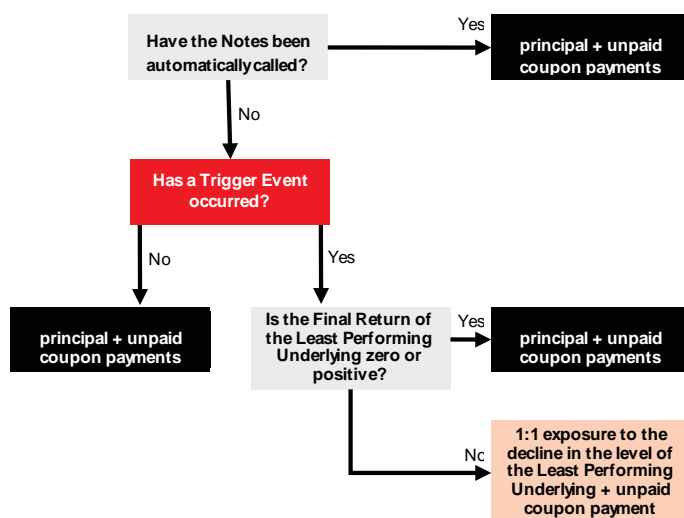 Have the Notes been
automatically called?
Yes
principal + unpaid
coupon payments
No
Has a Trigger Event
occurred?
No
Yes
principal + unpaid
coupon payments
Is the Final Return of
the Least Performing
Underlying zero or
positive?
Yes
principal + unpaid
coupon payments
No
1:1 exposure to the
decline in the level of
the Least Performing
Underlying + unpaid
coupon payment